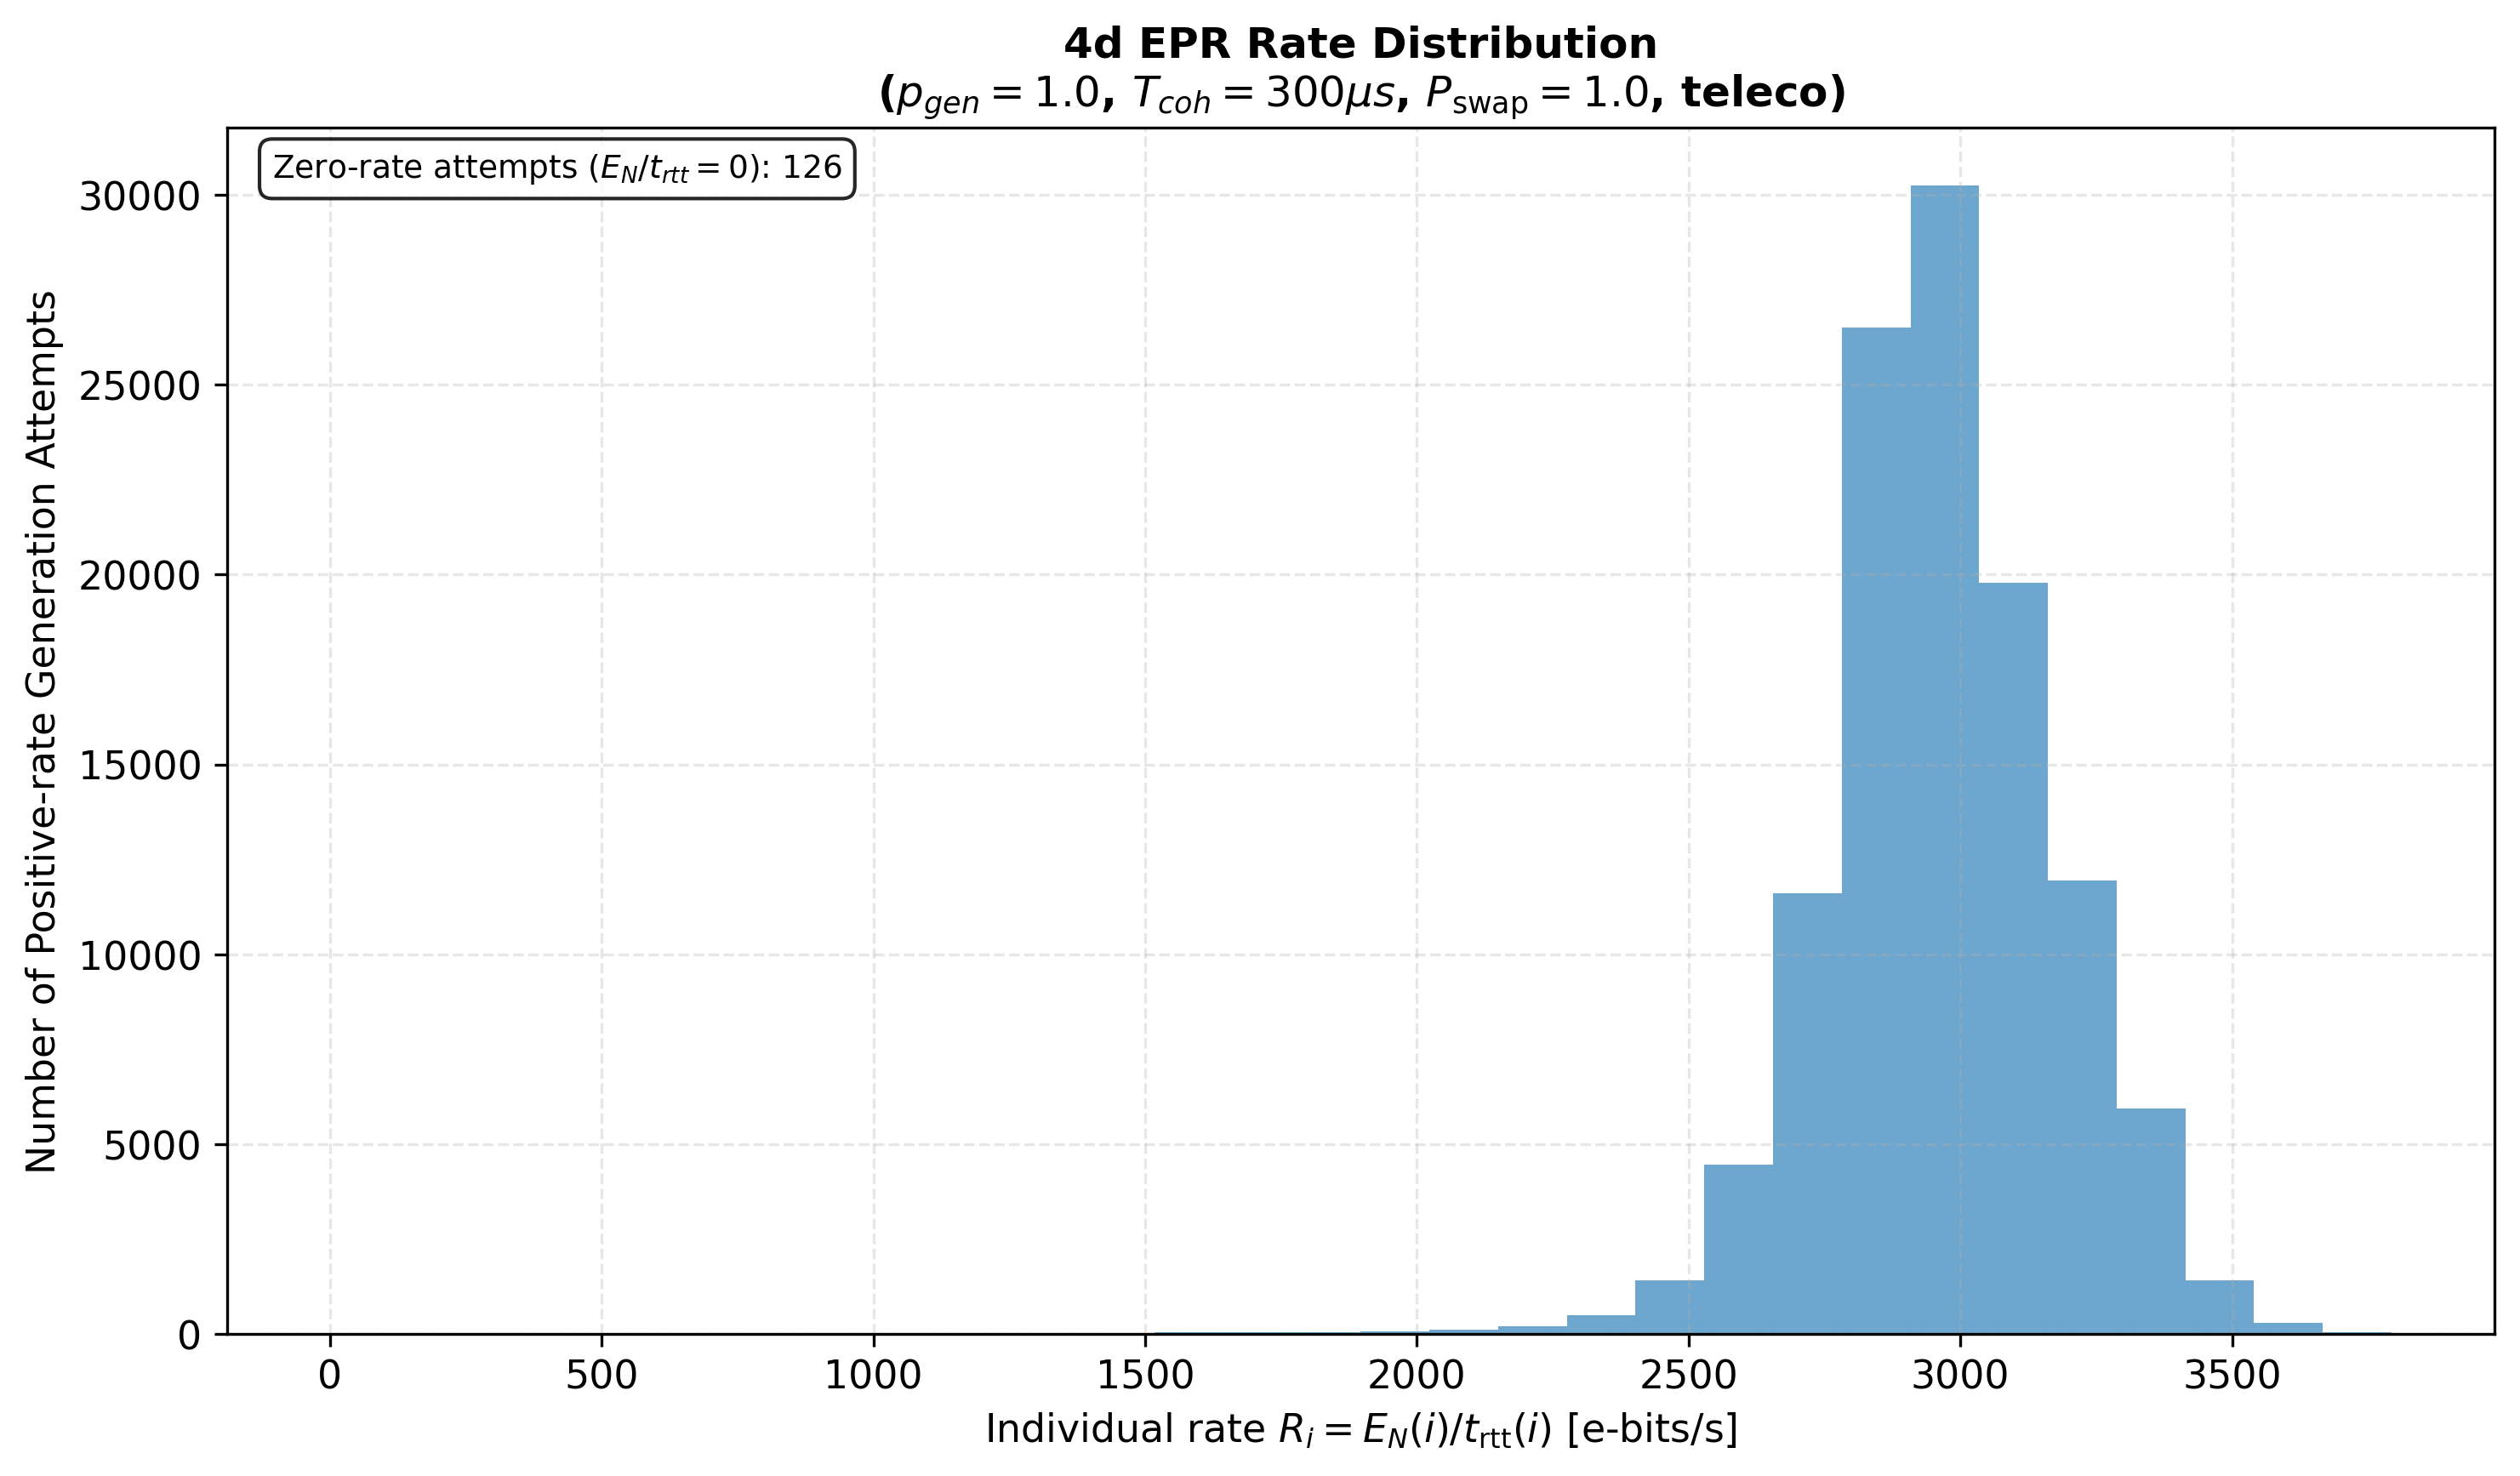 4d EPR Rate Distribution
(p_gen = 1.0, T_coh = 300μs, P_swap = 1.0, teleco)
Zero-rate attempts (E_N/t_rtt = 0): 126
Number of Positive-rate Generation Attempts
30000
25000
20000
15000
10000
5000
0
0 500 1000 1500 2000 2500 3000 3500
Individual rate R_i = E_N(i)/t_rtt(i) [e-bits/s]